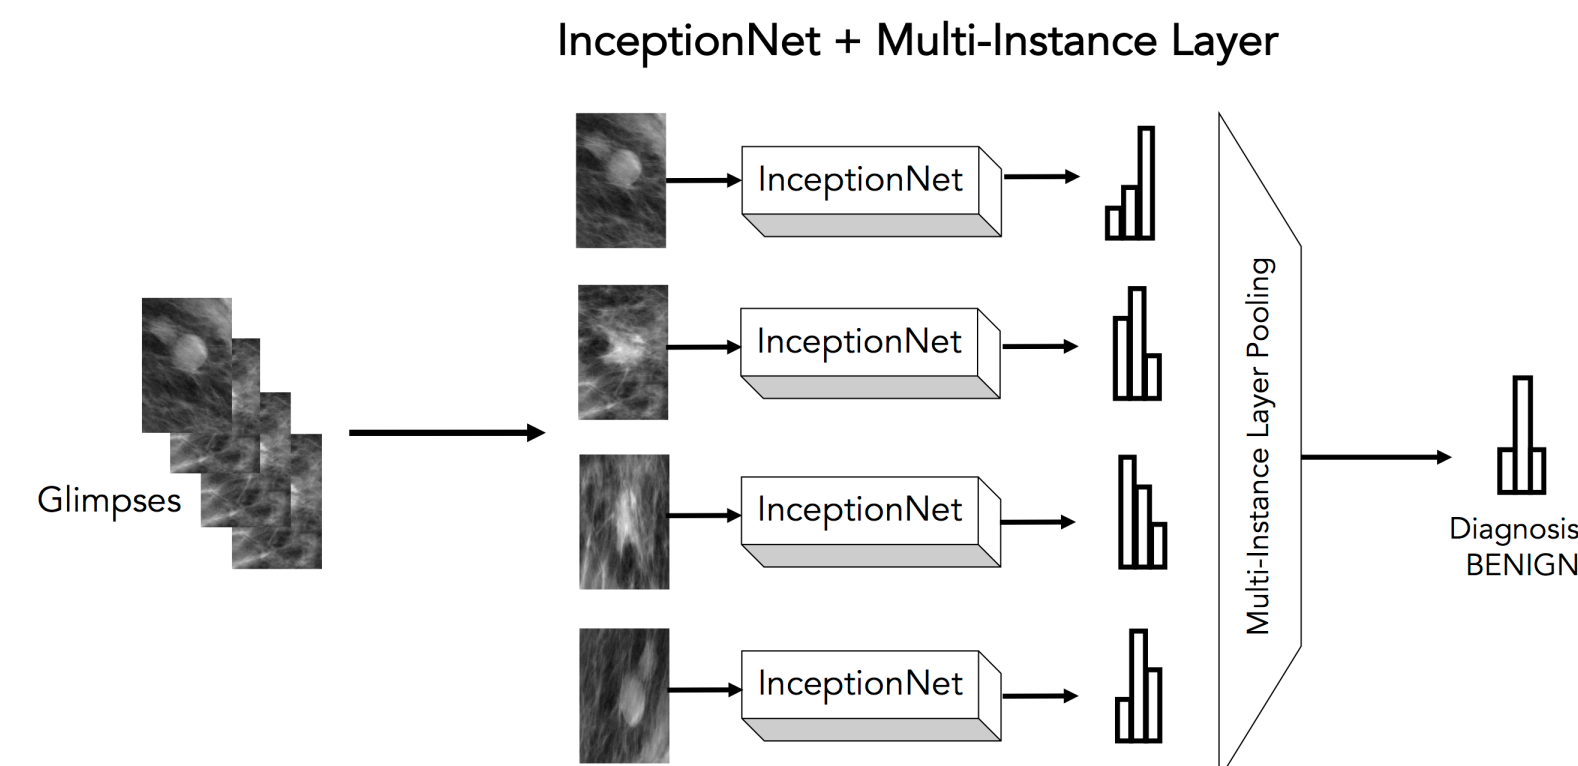 InceptionNet + Multi-Instance Layer
InceptionNet
InceptionNet
InceptionNet
InceptionNet
Glimpses
Multi-Instance Layer Pooling
Diagnosis
BENIGN